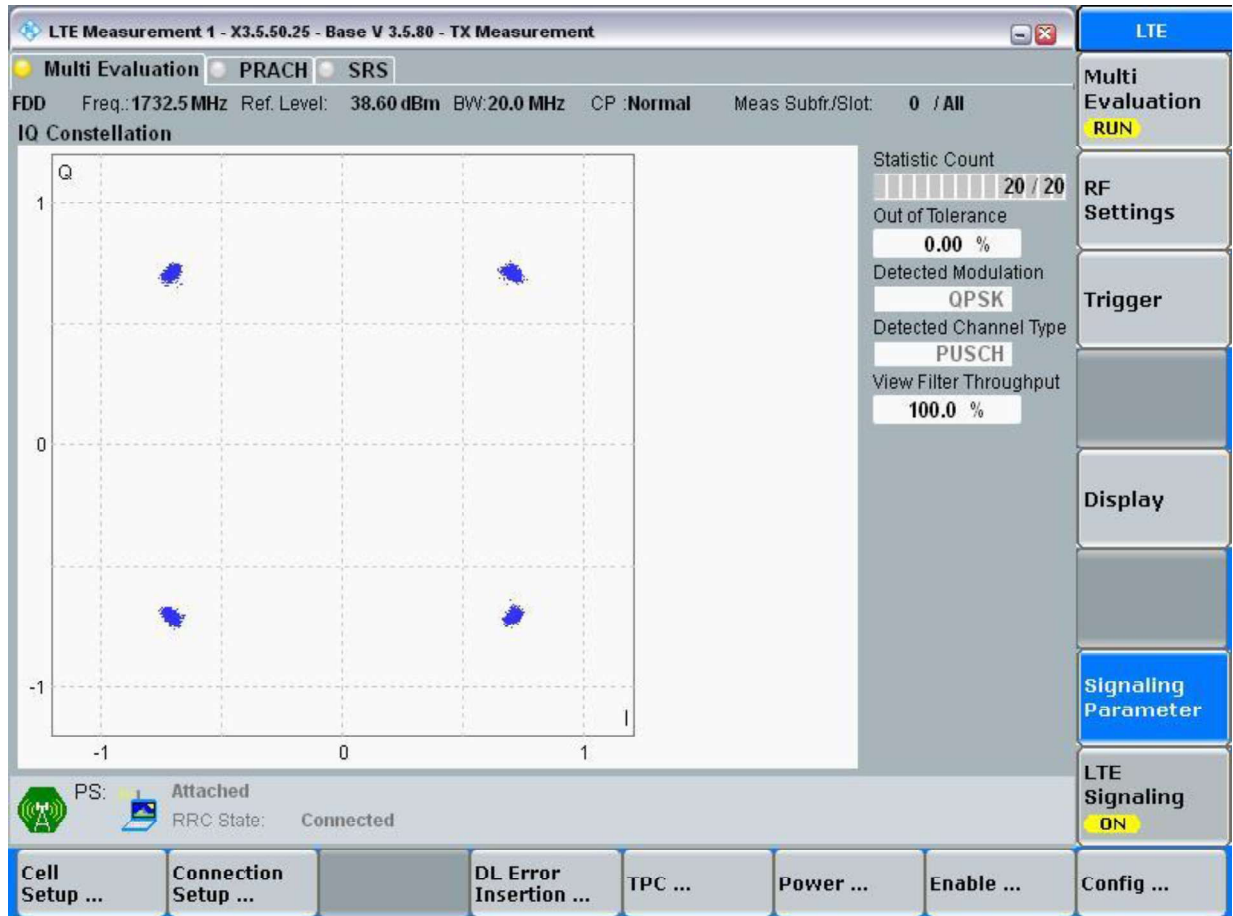 LTE Measurement 1 - X3.5.50.25 - Base V 3.5.80 - TX Measurement
LTE
Multi Evaluation PRACH SRS
FDD Freq.: 1732.5 MHz Ref. Level: 38.60 dBm BW: 20.0 MHz CP : Normal Meas Subfr./Slot: 0 / All
IQ Constellation
Q
1
0
-1
-1 0 1
I
Statistic Count
20 / 20
Out of Tolerance
0.00 %
Detected Modulation
QPSK
Detected Channel Type
PUSCH
View Filter Throughput
100.0 %
Multi
Evaluation
RUN
RF
Settings
Trigger
Display
Signaling
Parameter
LTE
Signaling
ON
PS: Attached
RRC State: Connected
Cell
Setup ...
Connection
Setup ...
DL Error
Insertion ...
TPC ...
Power ...
Enable ...
Config ...